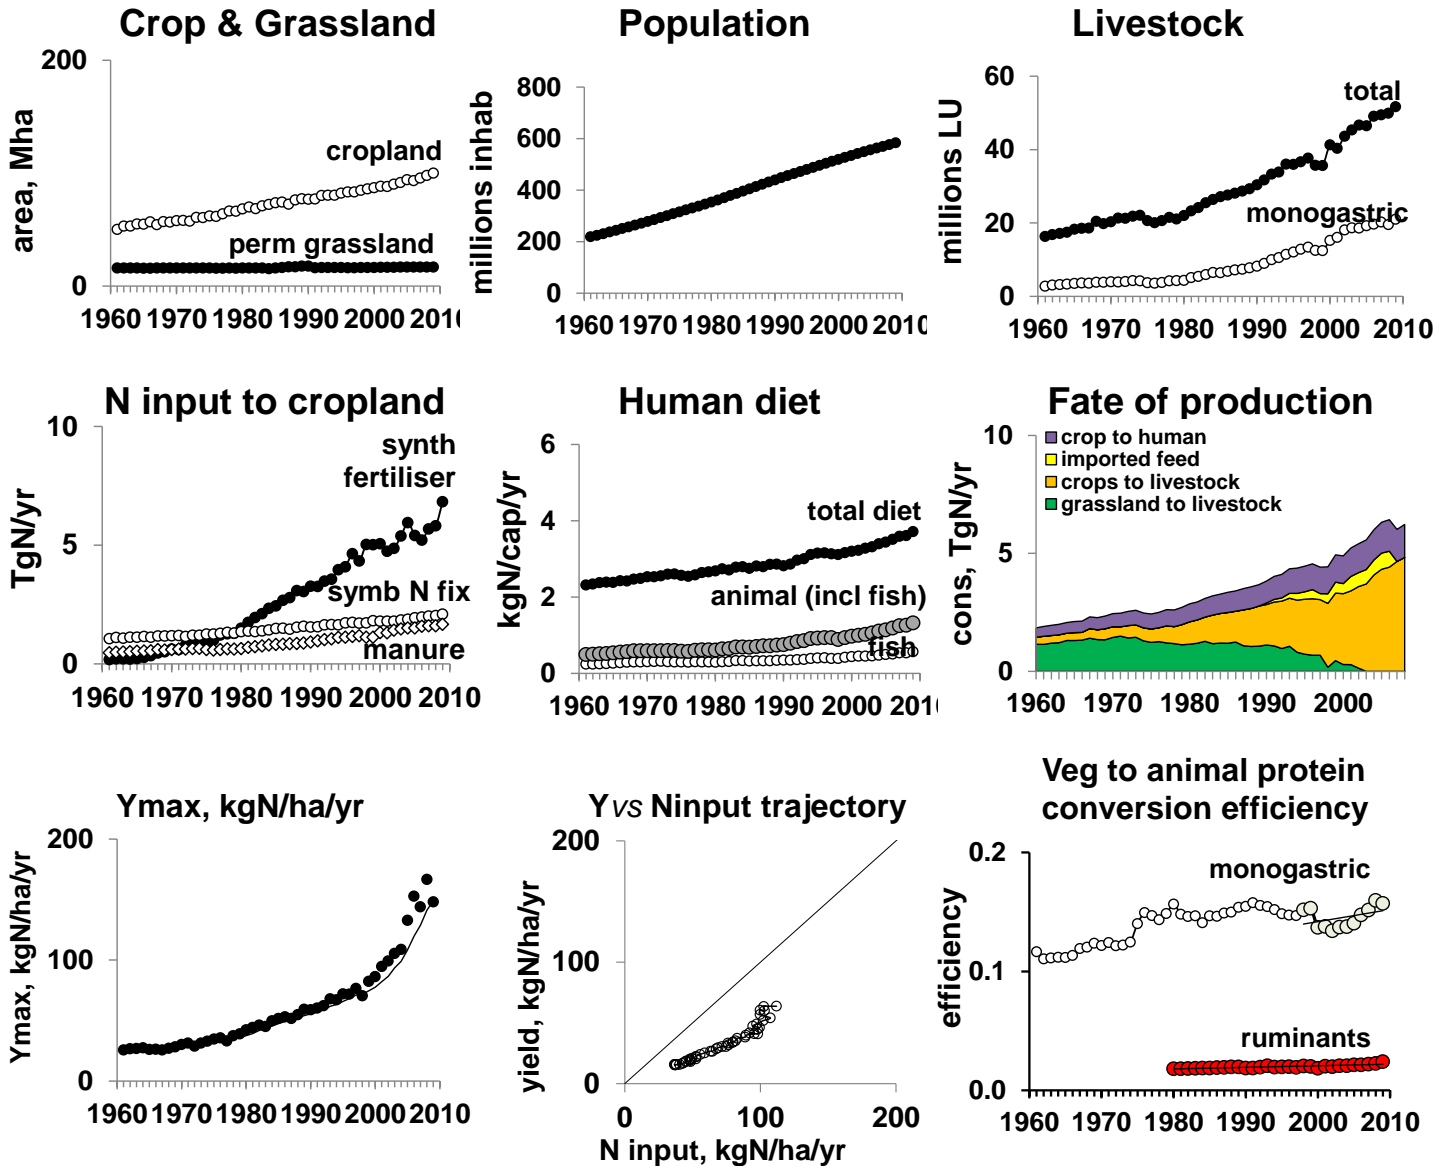 Crop & Grassland
200
0
area, Mha
cropland
perm grassland
1960 1970 1980 1990 2000 2010
Population
800
600
400
200
0
millions inhab
1960 1970 1980 1990 2000 2010
Livestock
60
40
20
0
millions LU
total
monogastric
1960 1970 1980 1990 2000 2010
N input to cropland
10
5
0
TgN/yr
synth
fertiliser
symb N fix
manure
1960 1970 1980 1990 2000 2010
Human diet
6
4
2
0
kgN/cap/yr
total diet
animal (incl fish)
fish
1960 1970 1980 1990 2000 2010
Fate of production
10
5
0
cons, TgN/yr
crop to human
imported feed
crops to livestock
grassland to livestock
1960 1970 1980 1990 2000
Ymax, kgN/ha/yr
200
100
0
Ymax, kgN/ha/yr
1960 1970 1980 1990 2000 2010
Y vs Ninput trajectory
200
100
0
yield, kgN/ha/yr
0 100 200
N input, kgN/ha/yr
Veg to animal protein
conversion efficiency
0.2
0.1
0.0
efficiency
monogastric
ruminants
1960 1970 1980 1990 2000 2010